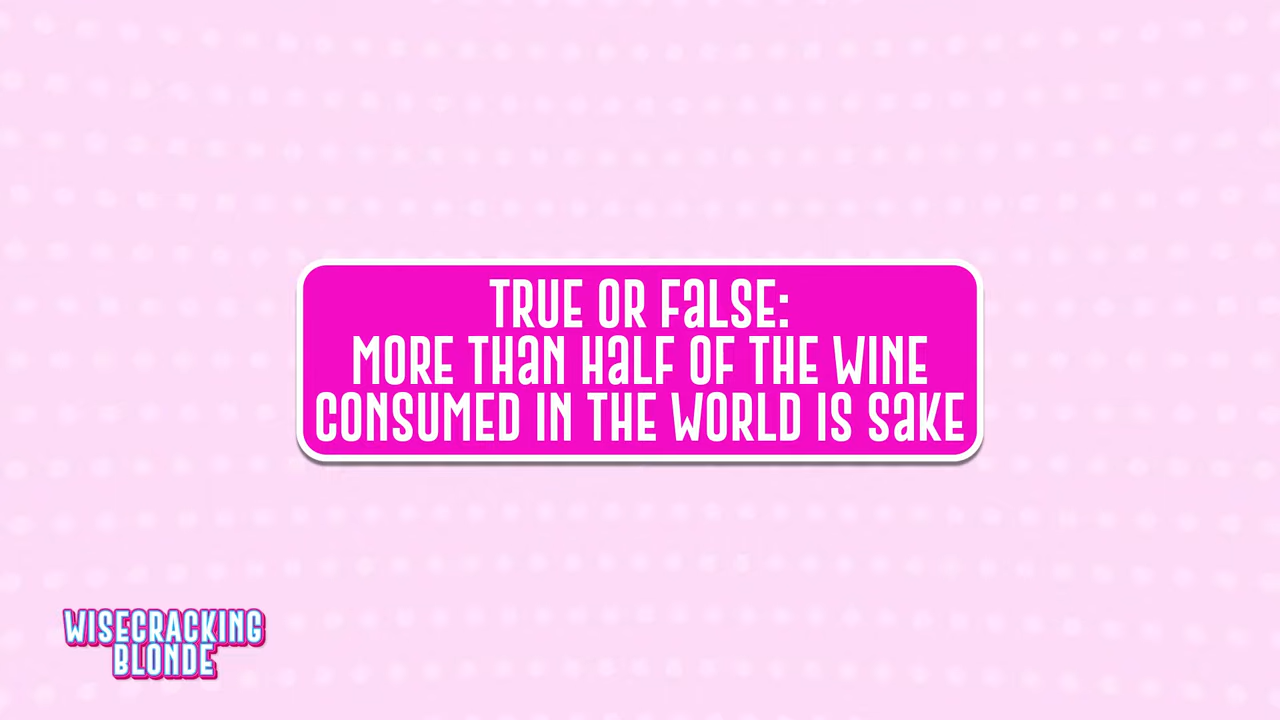 TRUE OR FALSE:
MORE THAN HALF OF THE WINE
CONSUMED IN THE WORLD IS SAKE
WISECRACKING
BLONDE